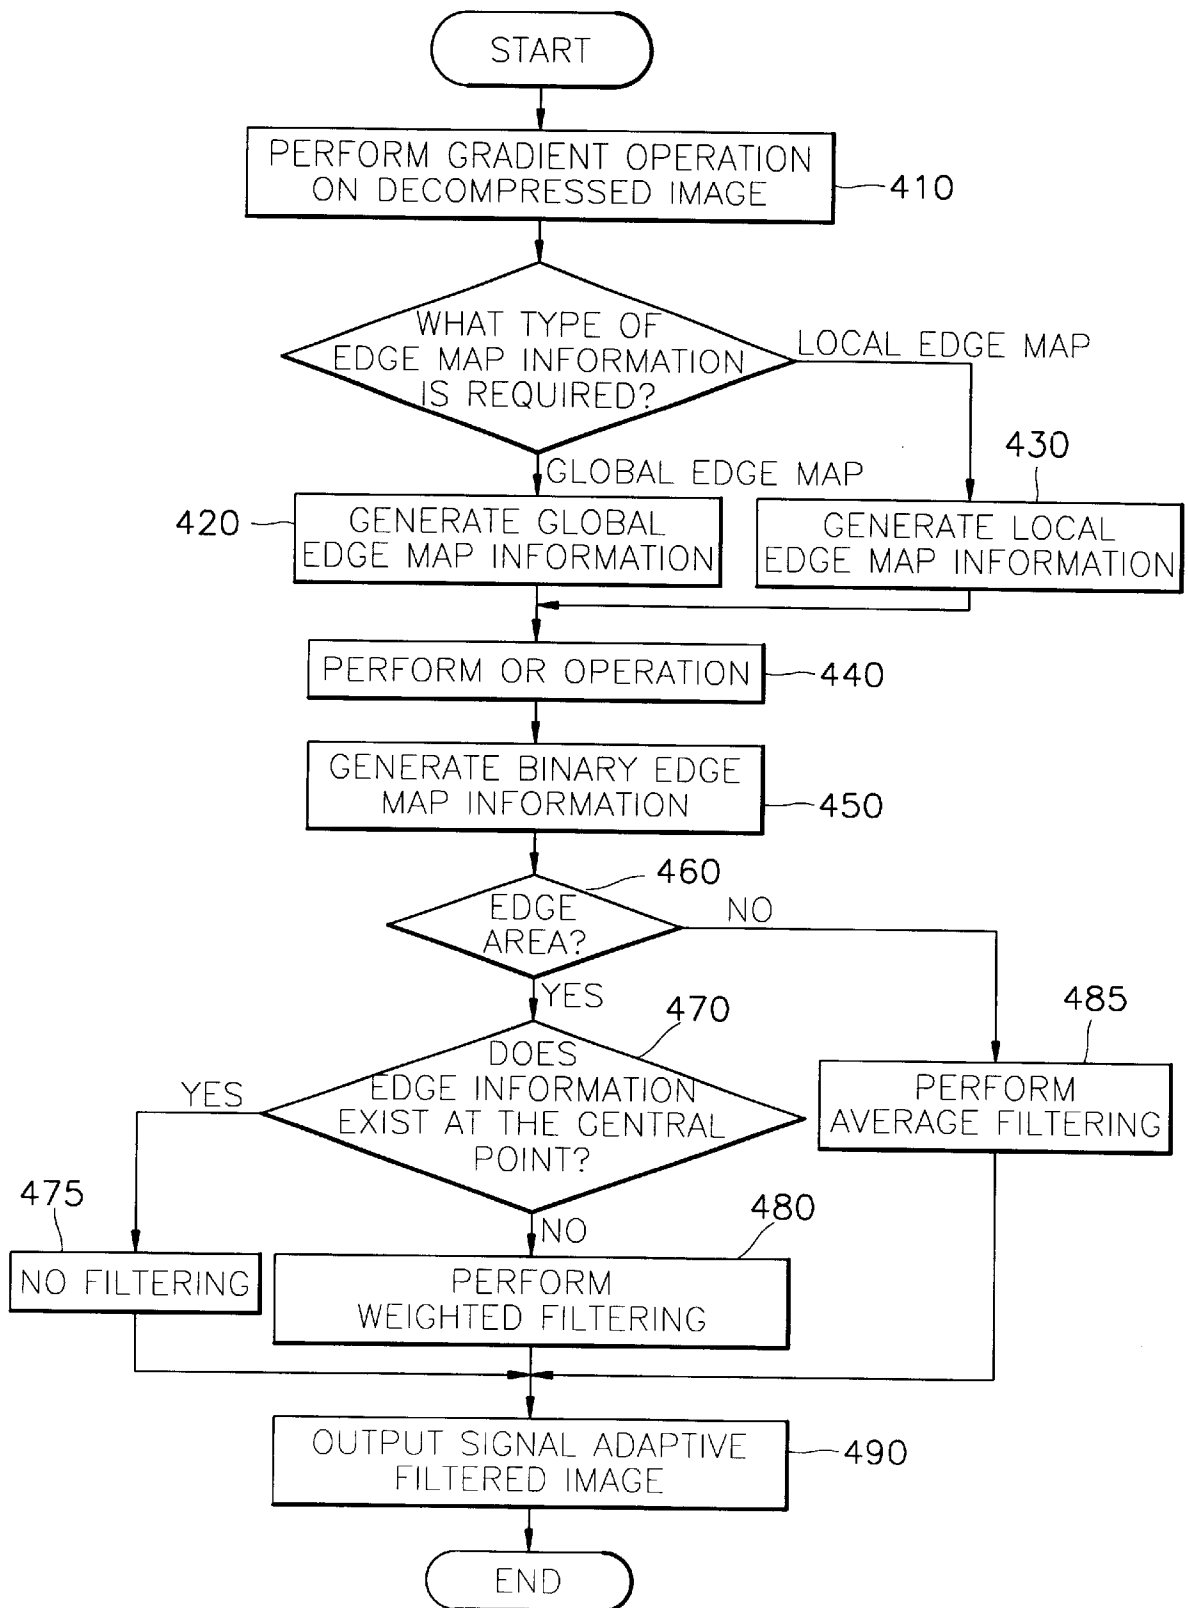 START
PERFORM GRADIENT OPERATION
ON DECOMPRESSED IMAGE
410
WHAT TYPE OF
EDGE MAP INFORMATION
IS REQUIRED?
LOCAL EDGE MAP
GLOBAL EDGE MAP
430
420
GENERATE GLOBAL
EDGE MAP INFORMATION
GENERATE LOCAL
EDGE MAP INFORMATION
PERFORM OR OPERATION
440
GENERATE BINARY EDGE
MAP INFORMATION
450
460
EDGE
AREA?
NO
YES
470
485
DOES
EDGE INFORMATION
EXIST AT THE CENTRAL
POINT?
YES
PERFORM
AVERAGE FILTERING
475
NO
480
NO FILTERING
PERFORM
WEIGHTED FILTERING
OUTPUT SIGNAL ADAPTIVE
FILTERED IMAGE
490
END